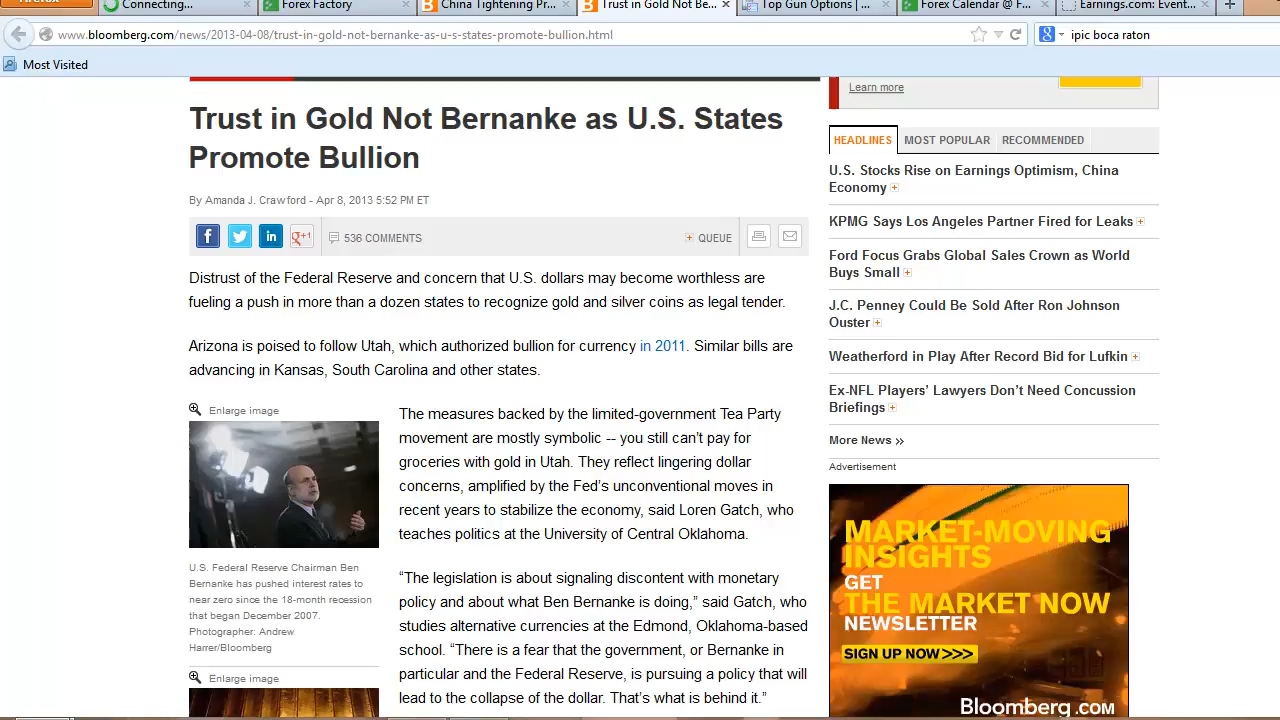 Firefox
Connecting...
Forex Factory
China Tightening Pr...
Trust in Gold Not Be...
Top Gun Options | ...
Forex Calendar @ F...
Earnings.com: Event...
www.bloomberg.com/news/2013-04-08/trust-in-gold-not-bernanke-as-u-s-states-promote-bullion.html
ipic boca raton
Most Visited
Learn more
Trust in Gold Not Bernanke as U.S. States
Promote Bullion
By Amanda J. Crawford - Apr 8, 2013 5:52 PM ET
536 COMMENTS
QUEUE
Distrust of the Federal Reserve and concern that U.S. dollars may become worthless are
fueling a push in more than a dozen states to recognize gold and silver coins as legal tender.
Arizona is poised to follow Utah, which authorized bullion for currency in 2011. Similar bills are
advancing in Kansas, South Carolina and other states.
Enlarge image
The measures backed by the limited-government Tea Party
movement are mostly symbolic -- you still can’t pay for
groceries with gold in Utah. They reflect lingering dollar
concerns, amplified by the Fed’s unconventional moves in
recent years to stabilize the economy, said Loren Gatch, who
teaches politics at the University of Central Oklahoma.
U.S. Federal Reserve Chairman Ben
Bernanke has pushed interest rates to
near zero since the 18-month recession
that began December 2007.
Photographer: Andrew
Harrer/Bloomberg
“The legislation is about signaling discontent with monetary
policy and about what Ben Bernanke is doing,” said Gatch, who
studies alternative currencies at the Edmond, Oklahoma-based
school. “There is a fear that the government, or Bernanke in
particular and the Federal Reserve, is pursuing a policy that will
lead to the collapse of the dollar. That’s what is behind it.”
Enlarge image
HEADLINES
MOST POPULAR
RECOMMENDED
U.S. Stocks Rise on Earnings Optimism, China
Economy
KPMG Says Los Angeles Partner Fired for Leaks
Ford Focus Grabs Global Sales Crown as World
Buys Small
J.C. Penney Could Be Sold After Ron Johnson
Ouster
Weatherford in Play After Record Bid for Lufkin
Ex-NFL Players’ Lawyers Don’t Need Concussion
Briefings
More News »
Advertisement
MARKET-MOVING
INSIGHTS
GET
THE MARKET NOW
NEWSLETTER
SIGN UP NOW >>>
Bloomberg.COM